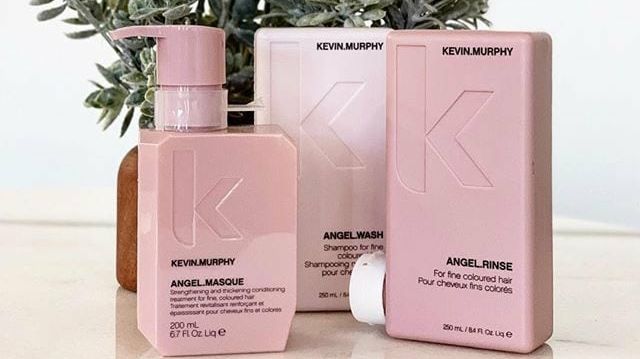 KEVIN.MURPHY
ANGEL.MASQUE
Strengthening and thickening conditioning
treatment for fine, coloured hair
Traitement revitalisant renforçant et
épaississant pour cheveux fins et colorés
200 mL
6.7 Fl. Oz. Liq e
KEVIN.MURPHY
ANGEL.WASH
Shampoo for fine
Shampooing
pour cheve
250 mL /
KEVIN.MURPHY
ANGEL.RINSE
For fine coloured hair
Pour cheveux fins colorés
250 mL / 8.4 Fl. Oz. Liq e